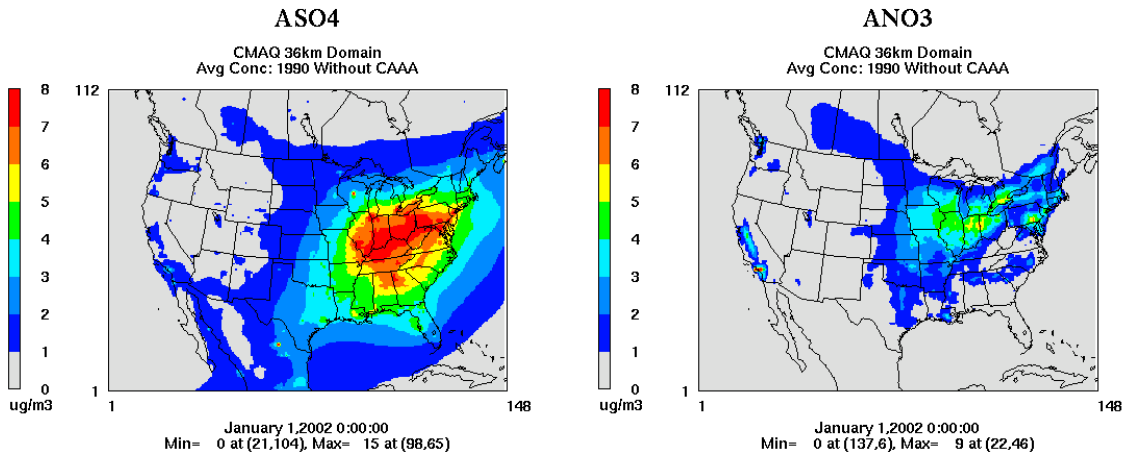 ASO4
CMAQ 36km Domain
Avg Conc: 1990 Without CAAA
8
7
6
5
4
3
2
1
0
ug/m3
112
1
1
148
January 1,2002 0:00:00
Min= 0 at (21,104), Max= 15 at (98,65)
ANO3
CMAQ 36km Domain
Avg Conc: 1990 Without CAAA
8
7
6
5
4
3
2
1
0
ug/m3
112
1
1
148
January 1,2002 0:00:00
Min= 0 at (137,6), Max= 9 at (22,46)